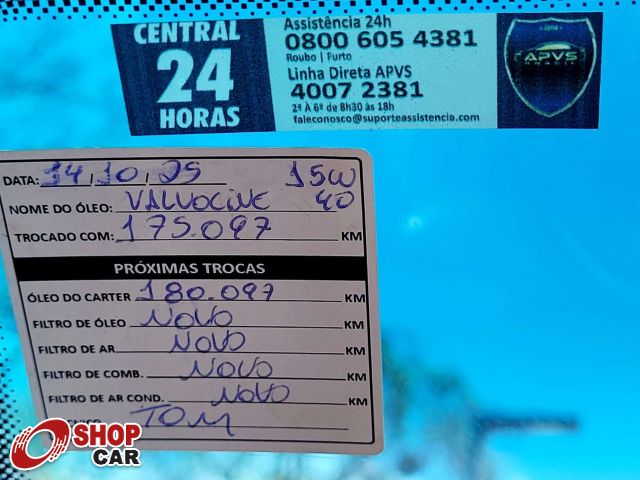 CENTRAL
24
HORAS
Assistência 24h
0800 605 4381
Roubo | Furto
Linha Direta APVS
4007 2381
2ª À 6ª de 8h30 às 18h
faleconosco@suporteassistencia.com
APVS
DATA: 14, 10, 25 15W
NOME DO ÓLEO: VALVOCINE 40
TROCADO COM: 175.097 KM
PRÓXIMAS TROCAS
ÓLEO DO CARTER 180.097 KM
FILTRO DE ÓLEO NOVO KM
FILTRO DE AR NOVO KM
FILTRO DE COMB. NOVO KM
FILTRO DE AR COND. NOVO KM
TOM
SHOP
CAR